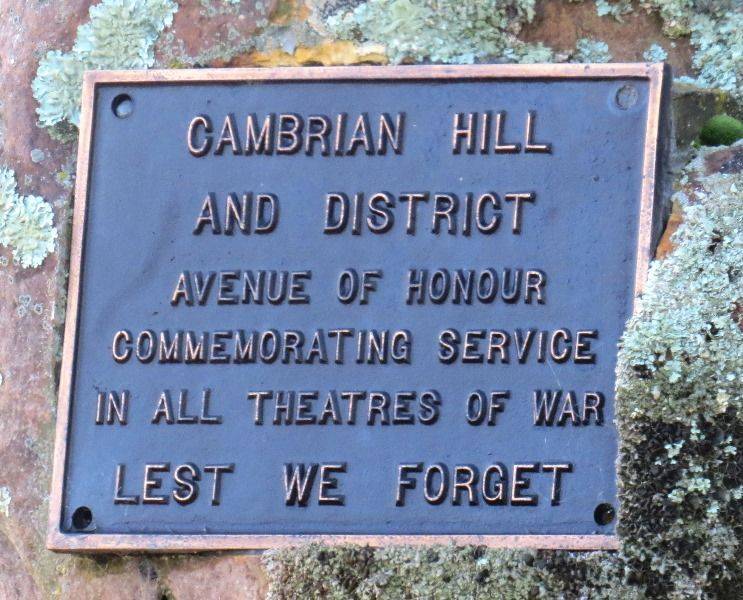 CAMBRIAN HILL
AND DISTRICT
AVENUE OF HONOUR
COMMEMORATING SERVICE
IN ALL THEATRES OF WAR
LEST WE FORGET